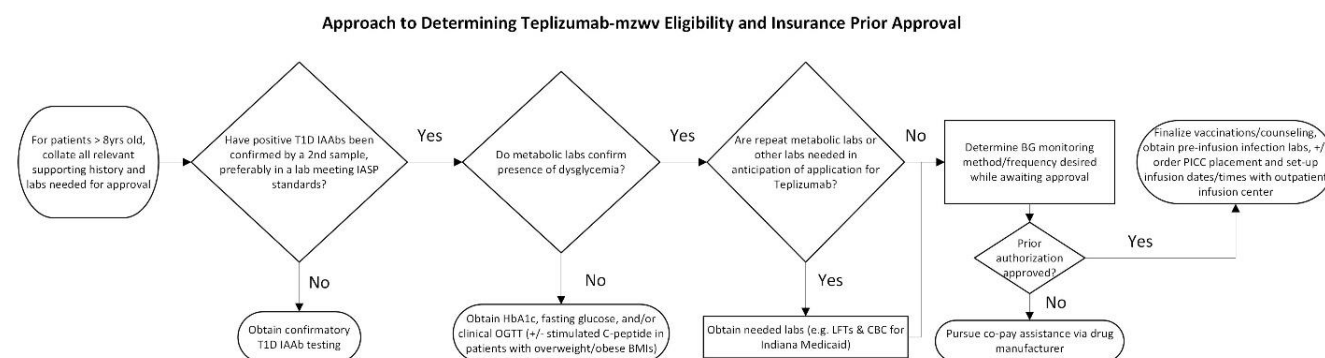 Approach to Determining Teplizumab-mzwv Eligibility and Insurance Prior Approval
For patients > 8yrs old,
collate all relevant
supporting history and
labs needed for approval
Have positive T1D IAAbs been
confirmed by a 2nd sample,
preferably in a lab meeting IASP
standards?
Yes
No
Obtain confirmatory
T1D IAAb testing
Do metabolic labs confirm
presence of dysglycemia?
Yes
No
Obtain HbA1c, fasting glucose, and/or
clinical OGTT (+/- stimulated C-peptide in
patients with overweight/obese BMIs)
Are repeat metabolic labs or
other labs needed in
anticipation of application for
Teplizumab?
No
Yes
Obtain needed labs (e.g. LFTs & CBC for
Indiana Medicaid)
Determine BG monitoring
method/frequency desired
while awaiting approval
Prior
authorization
approved?
Yes
No
Pursue co-pay assistance via drug
manufacturer
Finalize vaccinations/counseling,
obtain pre-infusion infection labs, +/-
order PICC placement and set-up
infusion dates/times with outpatient
infusion center